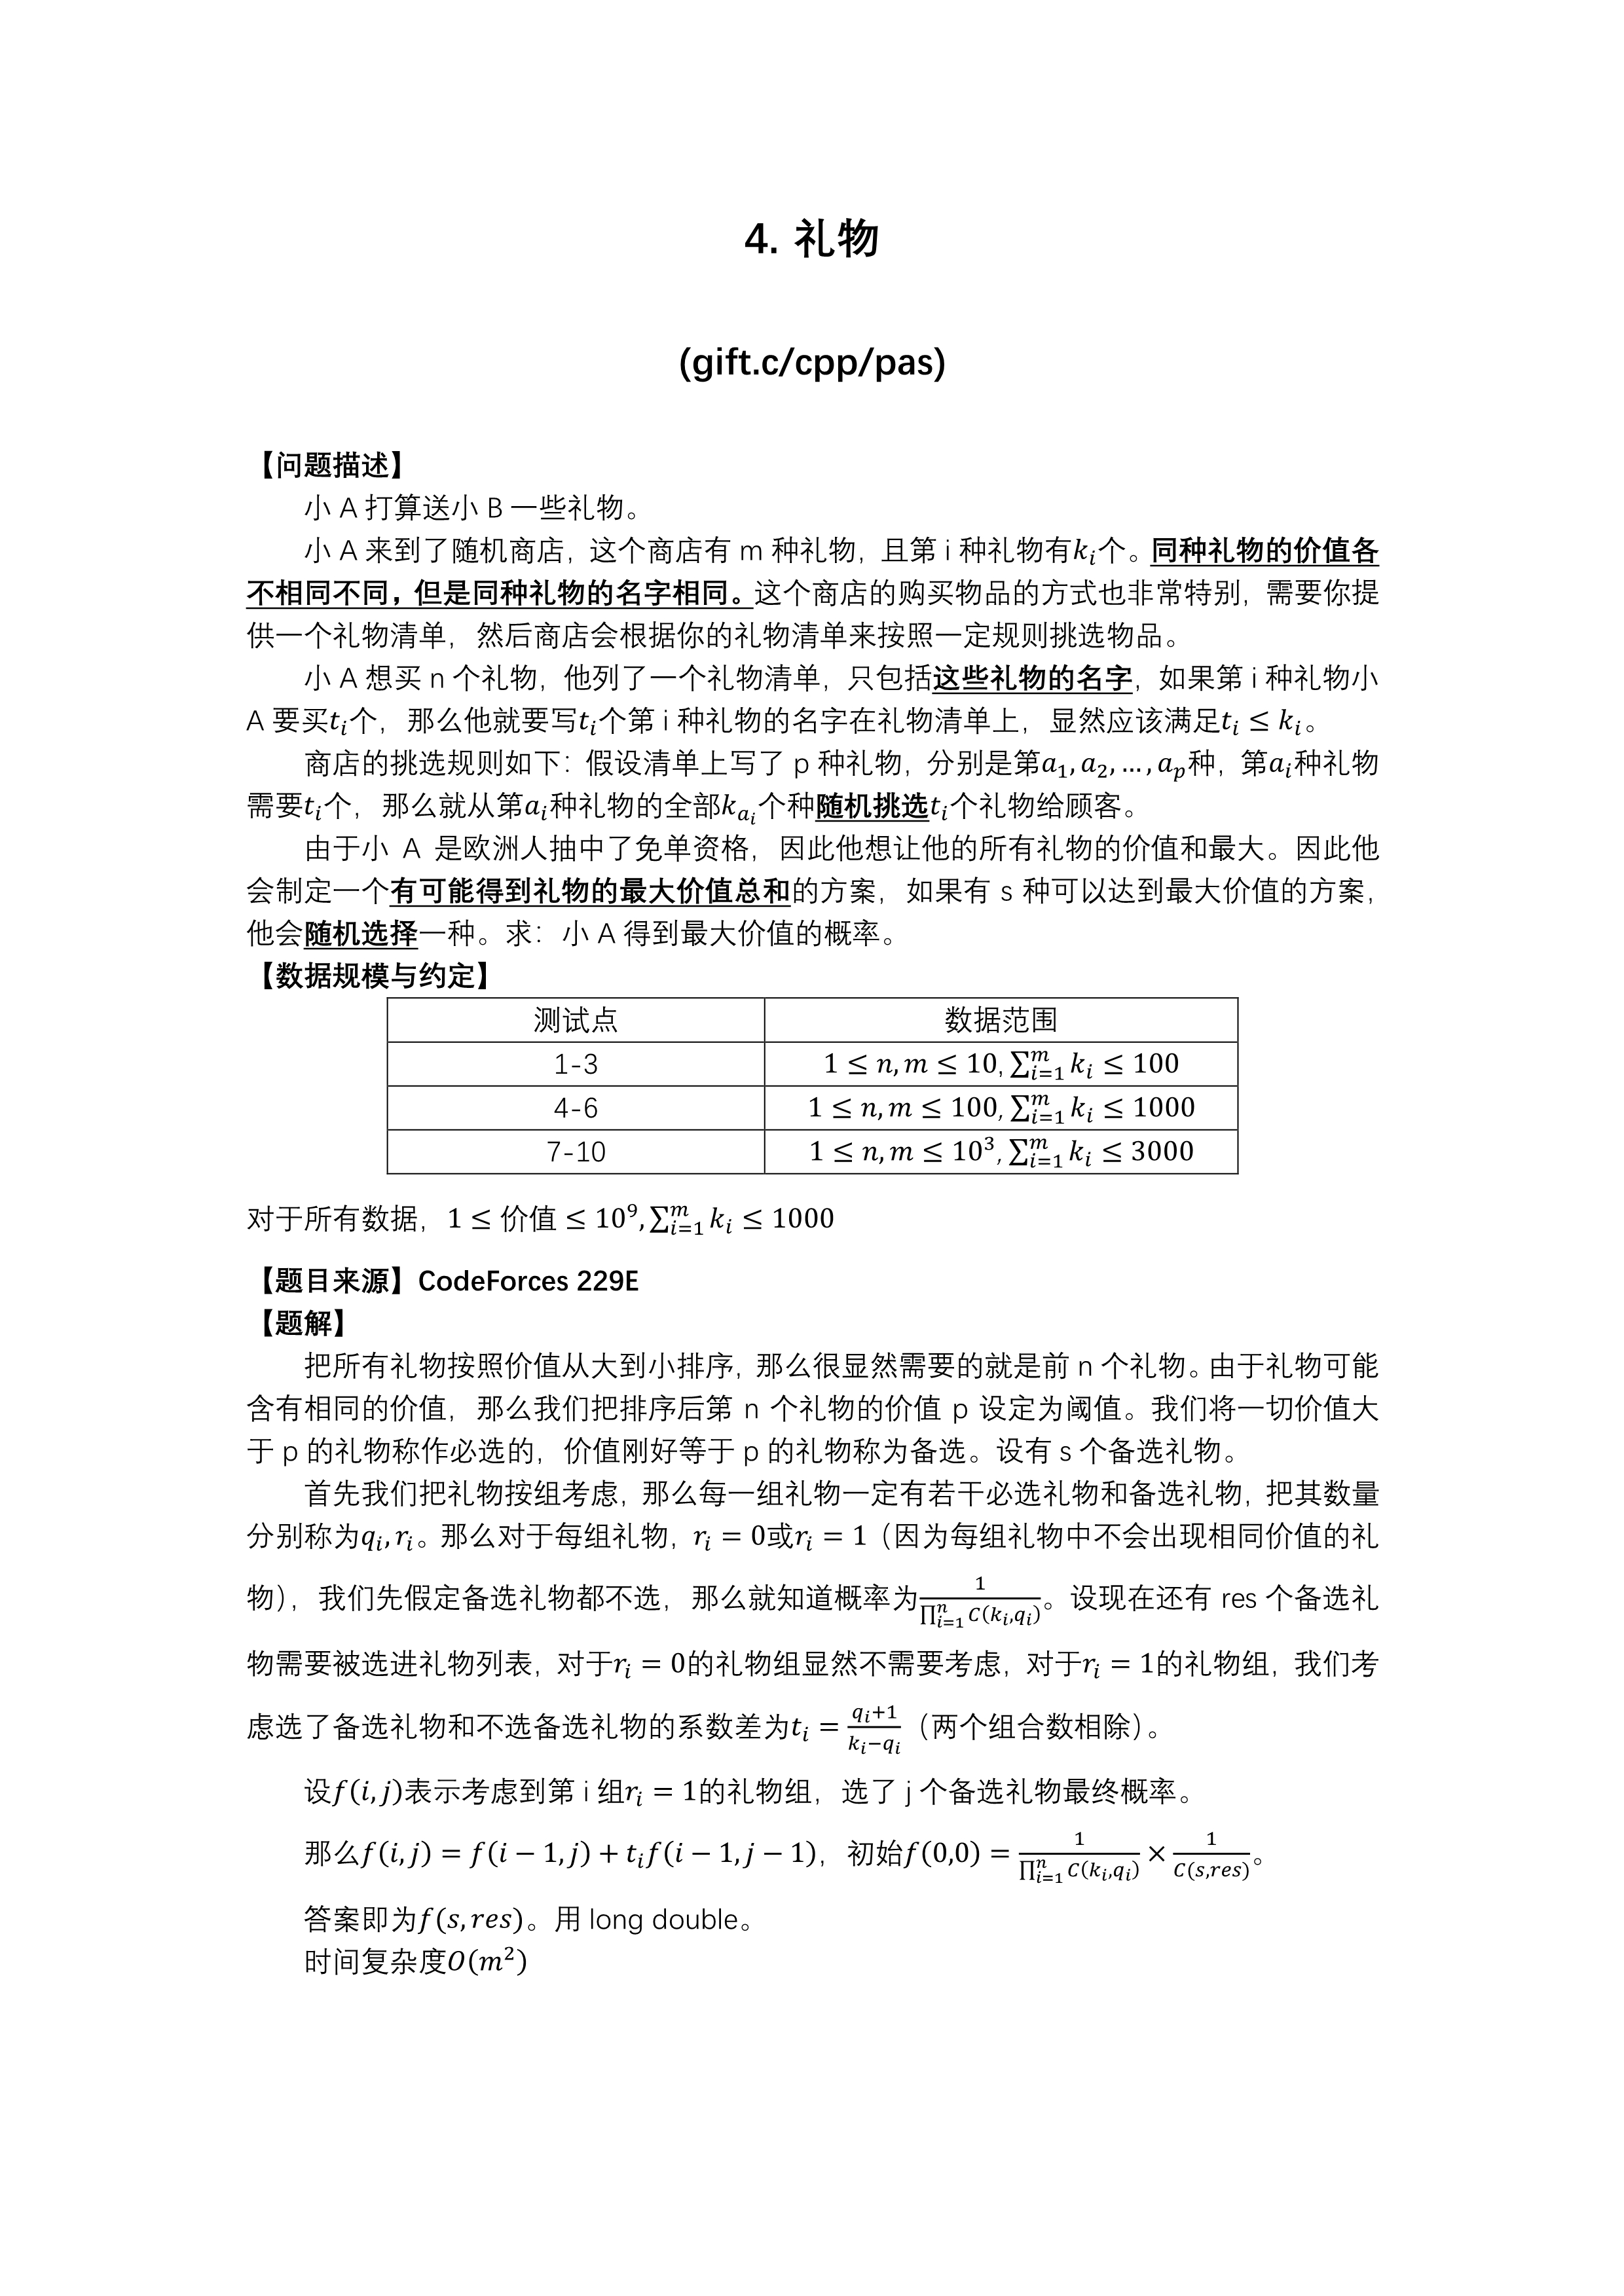 4. 礼物
(gift.c/cpp/pas)
【问题描述】
小 A 打算送小 B 一些礼物。
小 A 来到了随机商店，这个商店有 m 种礼物，且第 i 种礼物有$k_i$个。同种礼物的价值各
不相同不同，但是同种礼物的名字相同。这个商店的购买物品的方式也非常特别，需要你提
供一个礼物清单，然后商店会根据你的礼物清单来按照一定规则挑选物品。
小 A 想买 n 个礼物，他列了一个礼物清单，只包括这些礼物的名字，如果第 i 种礼物小
A 要买$t_i$个，那么他就要写$t_i$个第 i 种礼物的名字在礼物清单上，显然应该满足$t_i \le k_i$。
商店的挑选规则如下：假设清单上写了 p 种礼物，分别是第$a_1, a_2, \ldots, a_p$种，第$a_i$种礼物
需要$t_i$个，那么就从第$a_i$种礼物的全部$k_{a_i}$个种随机挑选$t_i$个礼物给顾客。
由于小 A 是欧洲人抽中了免单资格，因此他想让他的所有礼物的价值和最大。因此他
会制定一个有可能得到礼物的最大价值总和的方案，如果有 s 种可以达到最大价值的方案，
他会随机选择一种。求：小 A 得到最大价值的概率。
【数据规模与约定】
测试点 数据范围
1-3 $1 \le n, m \le 10, \sum_{i=1}^{m} k_i \le 100$
4-6 $1 \le n, m \le 100, \sum_{i=1}^{m} k_i \le 1000$
7-10 $1 \le n, m \le 10^3, \sum_{i=1}^{m} k_i \le 3000$
对于所有数据，$1 \le$ 价值 $\le 10^9, \sum_{i=1}^{m} k_i \le 1000$
【题目来源】CodeForces 229E
【题解】
把所有礼物按照价值从大到小排序，那么很显然需要的就是前 n 个礼物。由于礼物可能
含有相同的价值，那么我们把排序后第 n 个礼物的价值 p 设定为阈值。我们将一切价值大
于 p 的礼物称作必选的，价值刚好等于 p 的礼物称为备选。设有 s 个备选礼物。
首先我们把礼物按组考虑，那么每一组礼物一定有若干必选礼物和备选礼物，把其数量
分别称为$q_i, r_i$。那么对于每组礼物，$r_i = 0$或$r_i = 1$（因为每组礼物中不会出现相同价值的礼
物），我们先假定备选礼物都不选，那么就知道概率为$\frac{1}{\prod_{i=1}^{n} C(k_i,q_i)}$。设现在还有 res 个备选礼
物需要被选进礼物列表，对于$r_i = 0$的礼物组显然不需要考虑，对于$r_i = 1$的礼物组，我们考
虑选了备选礼物和不选备选礼物的系数差为$t_i = \frac{q_i+1}{k_i-q_i}$（两个组合数相除）。
设$f(i,j)$表示考虑到第 i 组$r_i = 1$的礼物组，选了 j 个备选礼物最终概率。
那么$f(i,j) = f(i-1,j) + t_i f(i-1,j-1)$，初始$f(0,0) = \frac{1}{\prod_{i=1}^{n} C(k_i,q_i)} \times \frac{1}{C(s,res)}$。
答案即为$f(s,res)$。用 long double。
时间复杂度$O(m^2)$